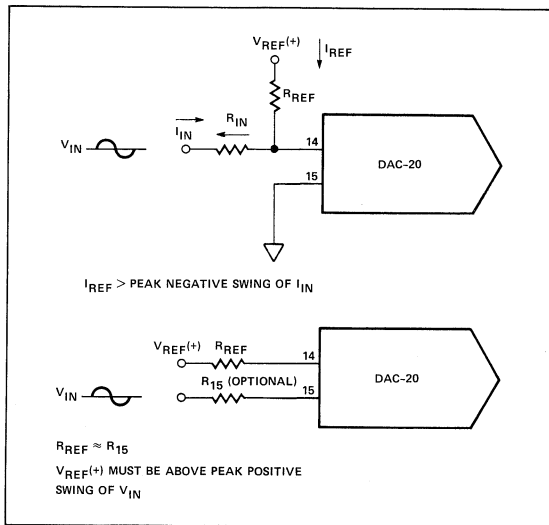 VREF(+)
IREF
RREF
RIN
IIN
VIN
14
15
DAC-20
IREF > PEAK NEGATIVE SWING OF IIN
VREF(+)
RREF
14
R15 (OPTIONAL)
15
VIN
DAC-20
RREF ≈ R15
VREF(+) MUST BE ABOVE PEAK POSITIVE
SWING OF VIN